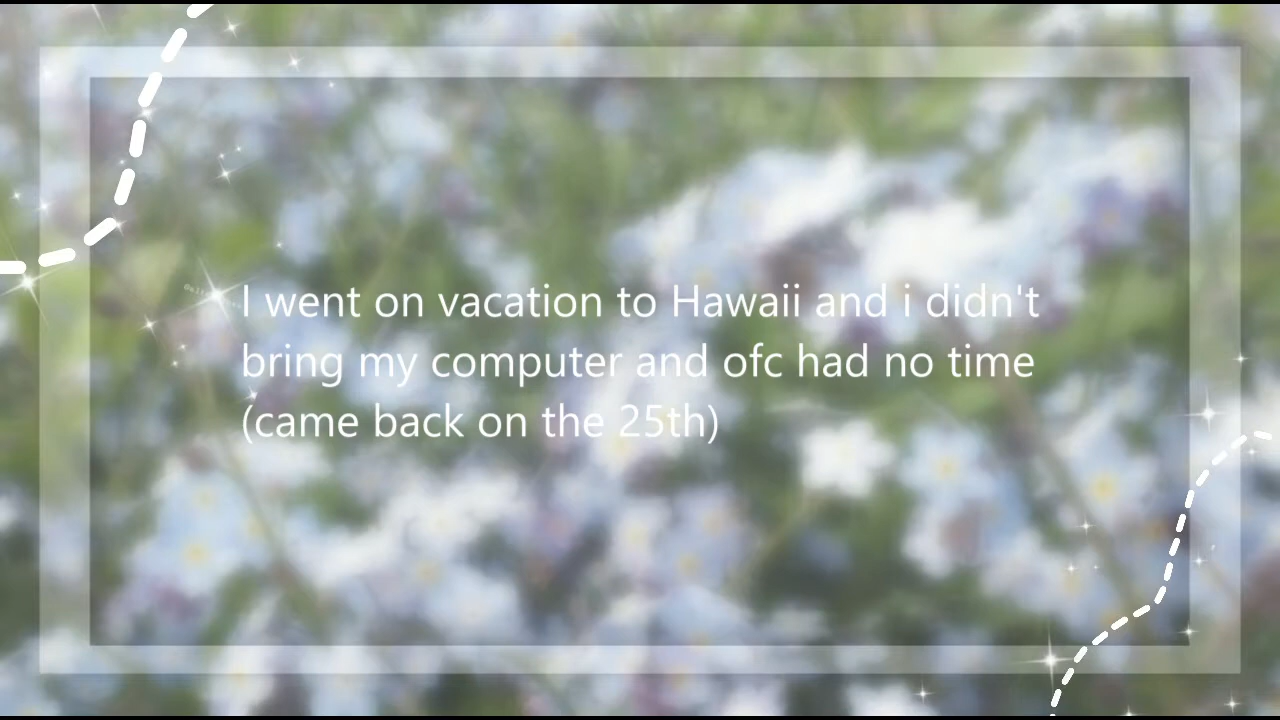 I went on vacation to Hawaii and i didn't
bring my computer and ofc had no time
(came back on the 25th)